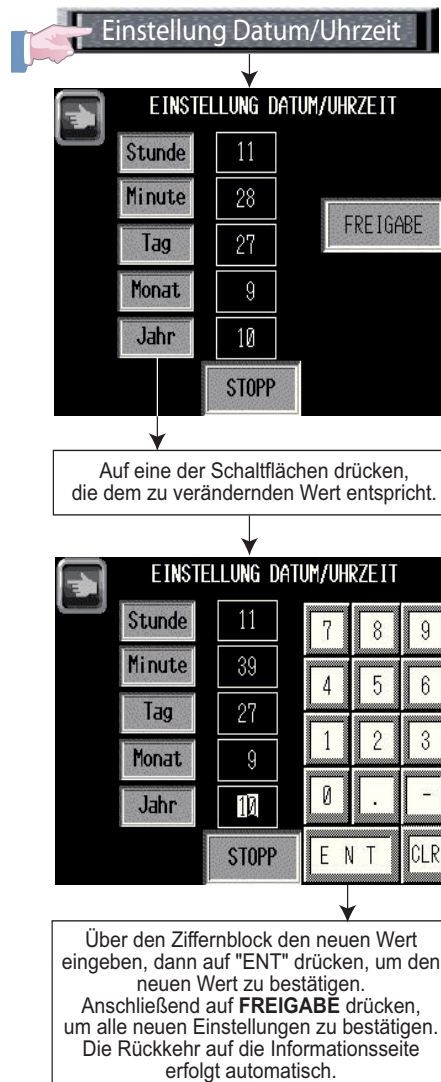 Einstellung Datum/Uhrzeit
EINSTELLUNG DATUM/UHRZEIT
Stunde 11
Minute 28
FREIGABE
Tag 27
Monat 9
Jahr 10
STOPP
Auf eine der Schaltflächen drücken,
die dem zu verändernden Wert entspricht.
EINSTELLUNG DATUM/UHRZEIT
Stunde 11 7 8 9
Minute 39 4 5 6
Tag 27
Monat 9 1 2 3
Jahr 10 0 . -
STOPP E N T CLR
Über den Ziffernblock den neuen Wert
eingeben, dann auf "ENT" drücken, um den
neuen Wert zu bestätigen.
Anschließend auf FREIGABE drücken,
um alle neuen Einstellungen zu bestätigen.
Die Rückkehr auf die Informationsseite
erfolgt automatisch.